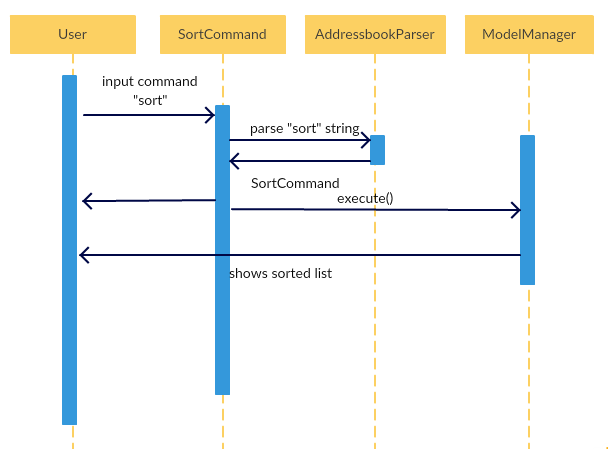 User
SortCommand
AddressbookParser
ModelManager
input command
"sort"
parse "sort" string
SortCommand
execute()
shows sorted list